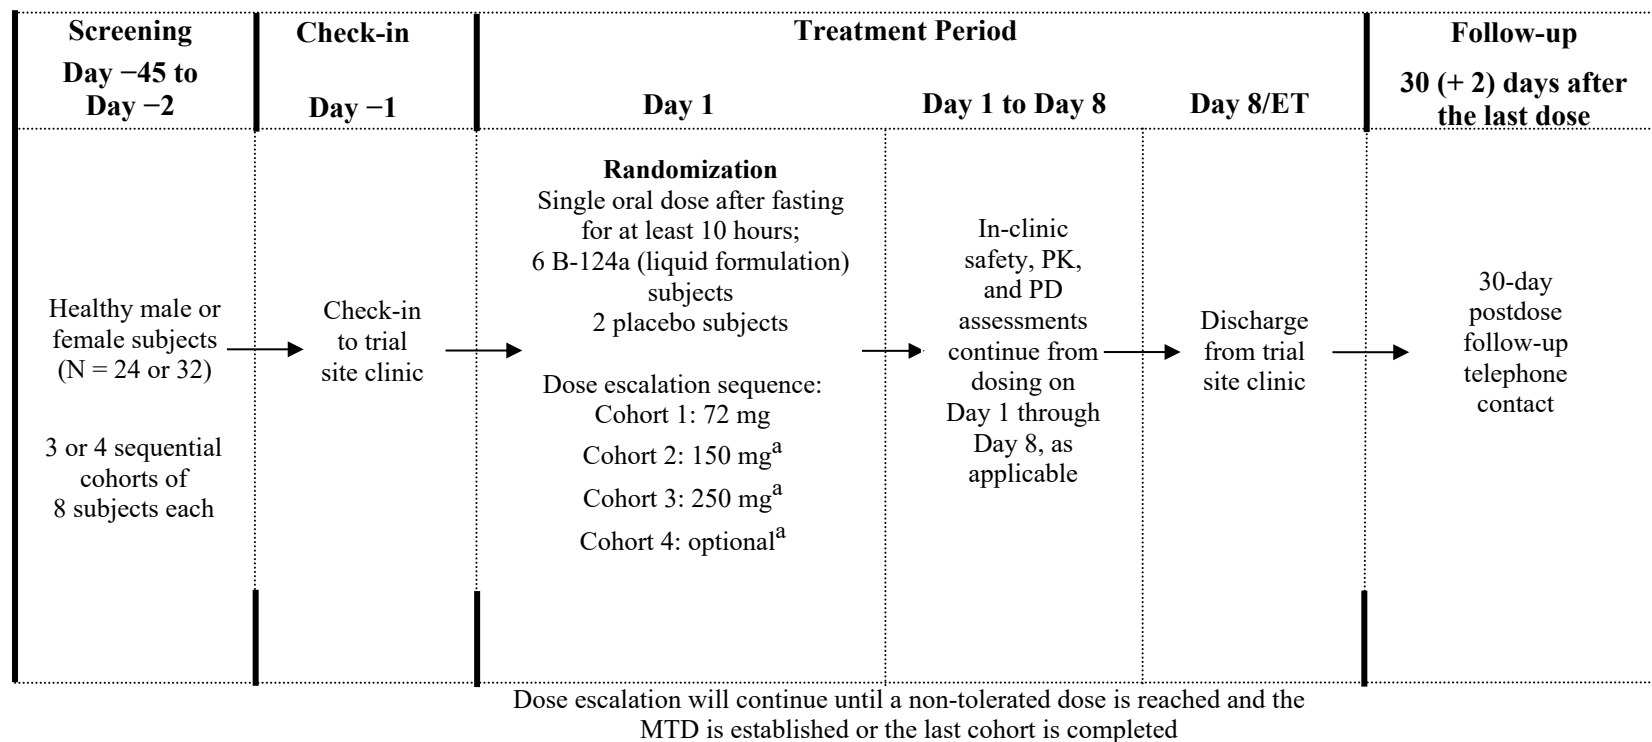 Screening
Day −45 to
Day −2
Check-in
Day −1
Treatment Period
Day 1
Day 1 to Day 8
Day 8/ET
Follow-up
30 (+ 2) days after
the last dose
Healthy male or
female subjects
(N = 24 or 32)
3 or 4 sequential
cohorts of
8 subjects each
Check-in
to trial
site clinic
Randomization
Single oral dose after fasting
for at least 10 hours;
6 B-124a (liquid formulation)
subjects
2 placebo subjects
Dose escalation sequence:
Cohort 1: 72 mg
Cohort 2: 150 mgᵃ
Cohort 3: 250 mgᵃ
Cohort 4: optionalᵃ
In-clinic
safety, PK,
and PD
assessments
continue from
dosing on
Day 1 through
Day 8, as
applicable
Discharge
from trial
site clinic
30-day
postdose
follow-up
telephone
contact
Dose escalation will continue until a non-tolerated dose is reached and the
MTD is established or the last cohort is completed